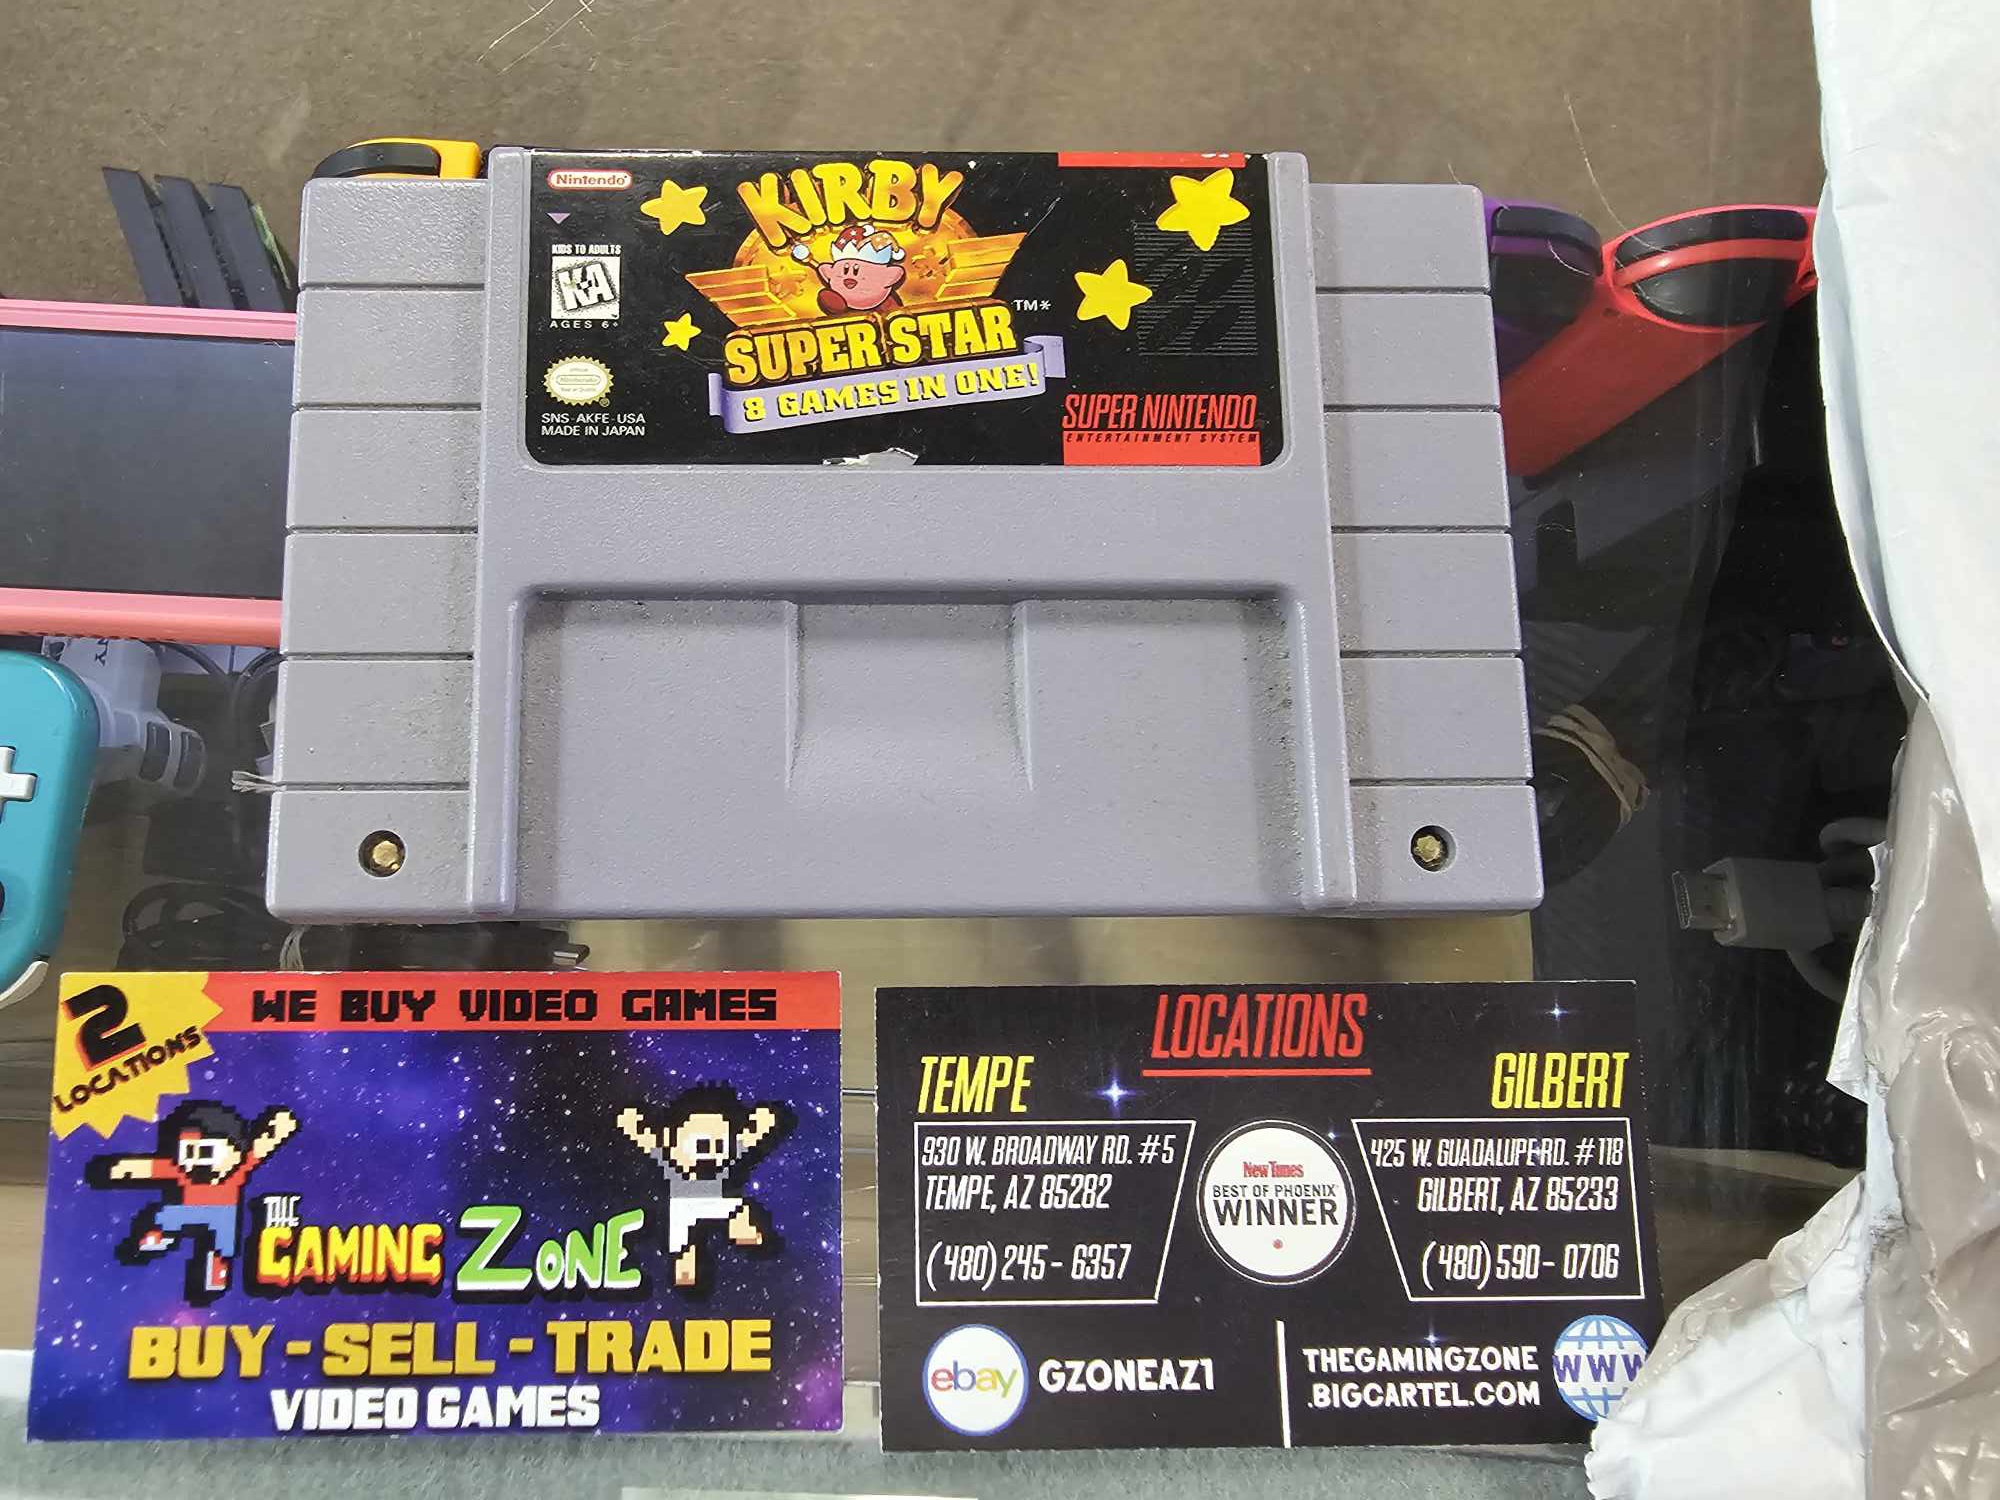 Nintendo
KIRBY
SUPER STAR™*
8 GAMES IN ONE!
KIDS TO ADULTS
K-A
AGES 6+
SNS-AKFE-USA
MADE IN JAPAN
SUPER NINTENDO
ENTERTAINMENT SYSTEM
2
LOCATIONS
WE BUY VIDEO GAMES
THE
GAMING ZONE
BUY - SELL - TRADE
VIDEO GAMES
LOCATIONS
TEMPE
930 W. BROADWAY RD. #5
TEMPE, AZ 85282
(480) 245 - 6357
New Times
BEST OF PHOENIX
WINNER
GILBERT
425 W. GUADALUPE RD. #118
GILBERT, AZ 85233
(480) 590 - 0706
ebay GZONEAZ1
THEGAMINGZONE
.BIGCARTEL.COM
WWW